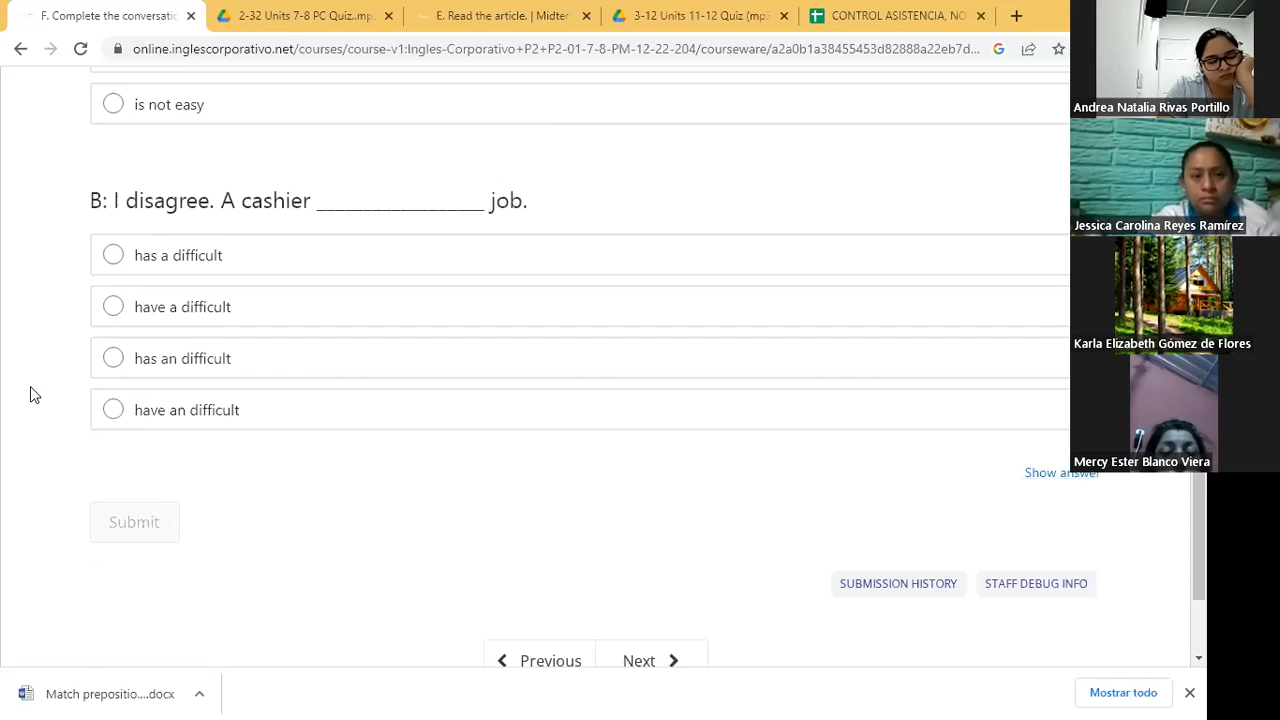 F. Complete the conversatic
2-32 Units 7-8 PC Quiz..mp
E. Read the article. | Midter
3-12 Units 11-12 Quiz (mp
CONTROL ASISTENCIA, NO
online.inglescorporativo.net/courses/course-v1:Ingles-Corporativo+P2+P2-01-7-8-PM-12-22-204/courseware/a2a0b1a38455453d82888a22eb7d...
is not easy
B: I disagree. A cashier _________________ job.
has a difficult
have a difficult
has an difficult
have an difficult
Show answer
Submit
SUBMISSION HISTORY
STAFF DEBUG INFO
Previous
Next
Match prepositio....docx
Mostrar todo
Andrea Natalia Rivas Portillo
Jessica Carolina Reyes Ramírez
Karla Elizabeth Gómez de Flores
Mercy Ester Blanco Viera